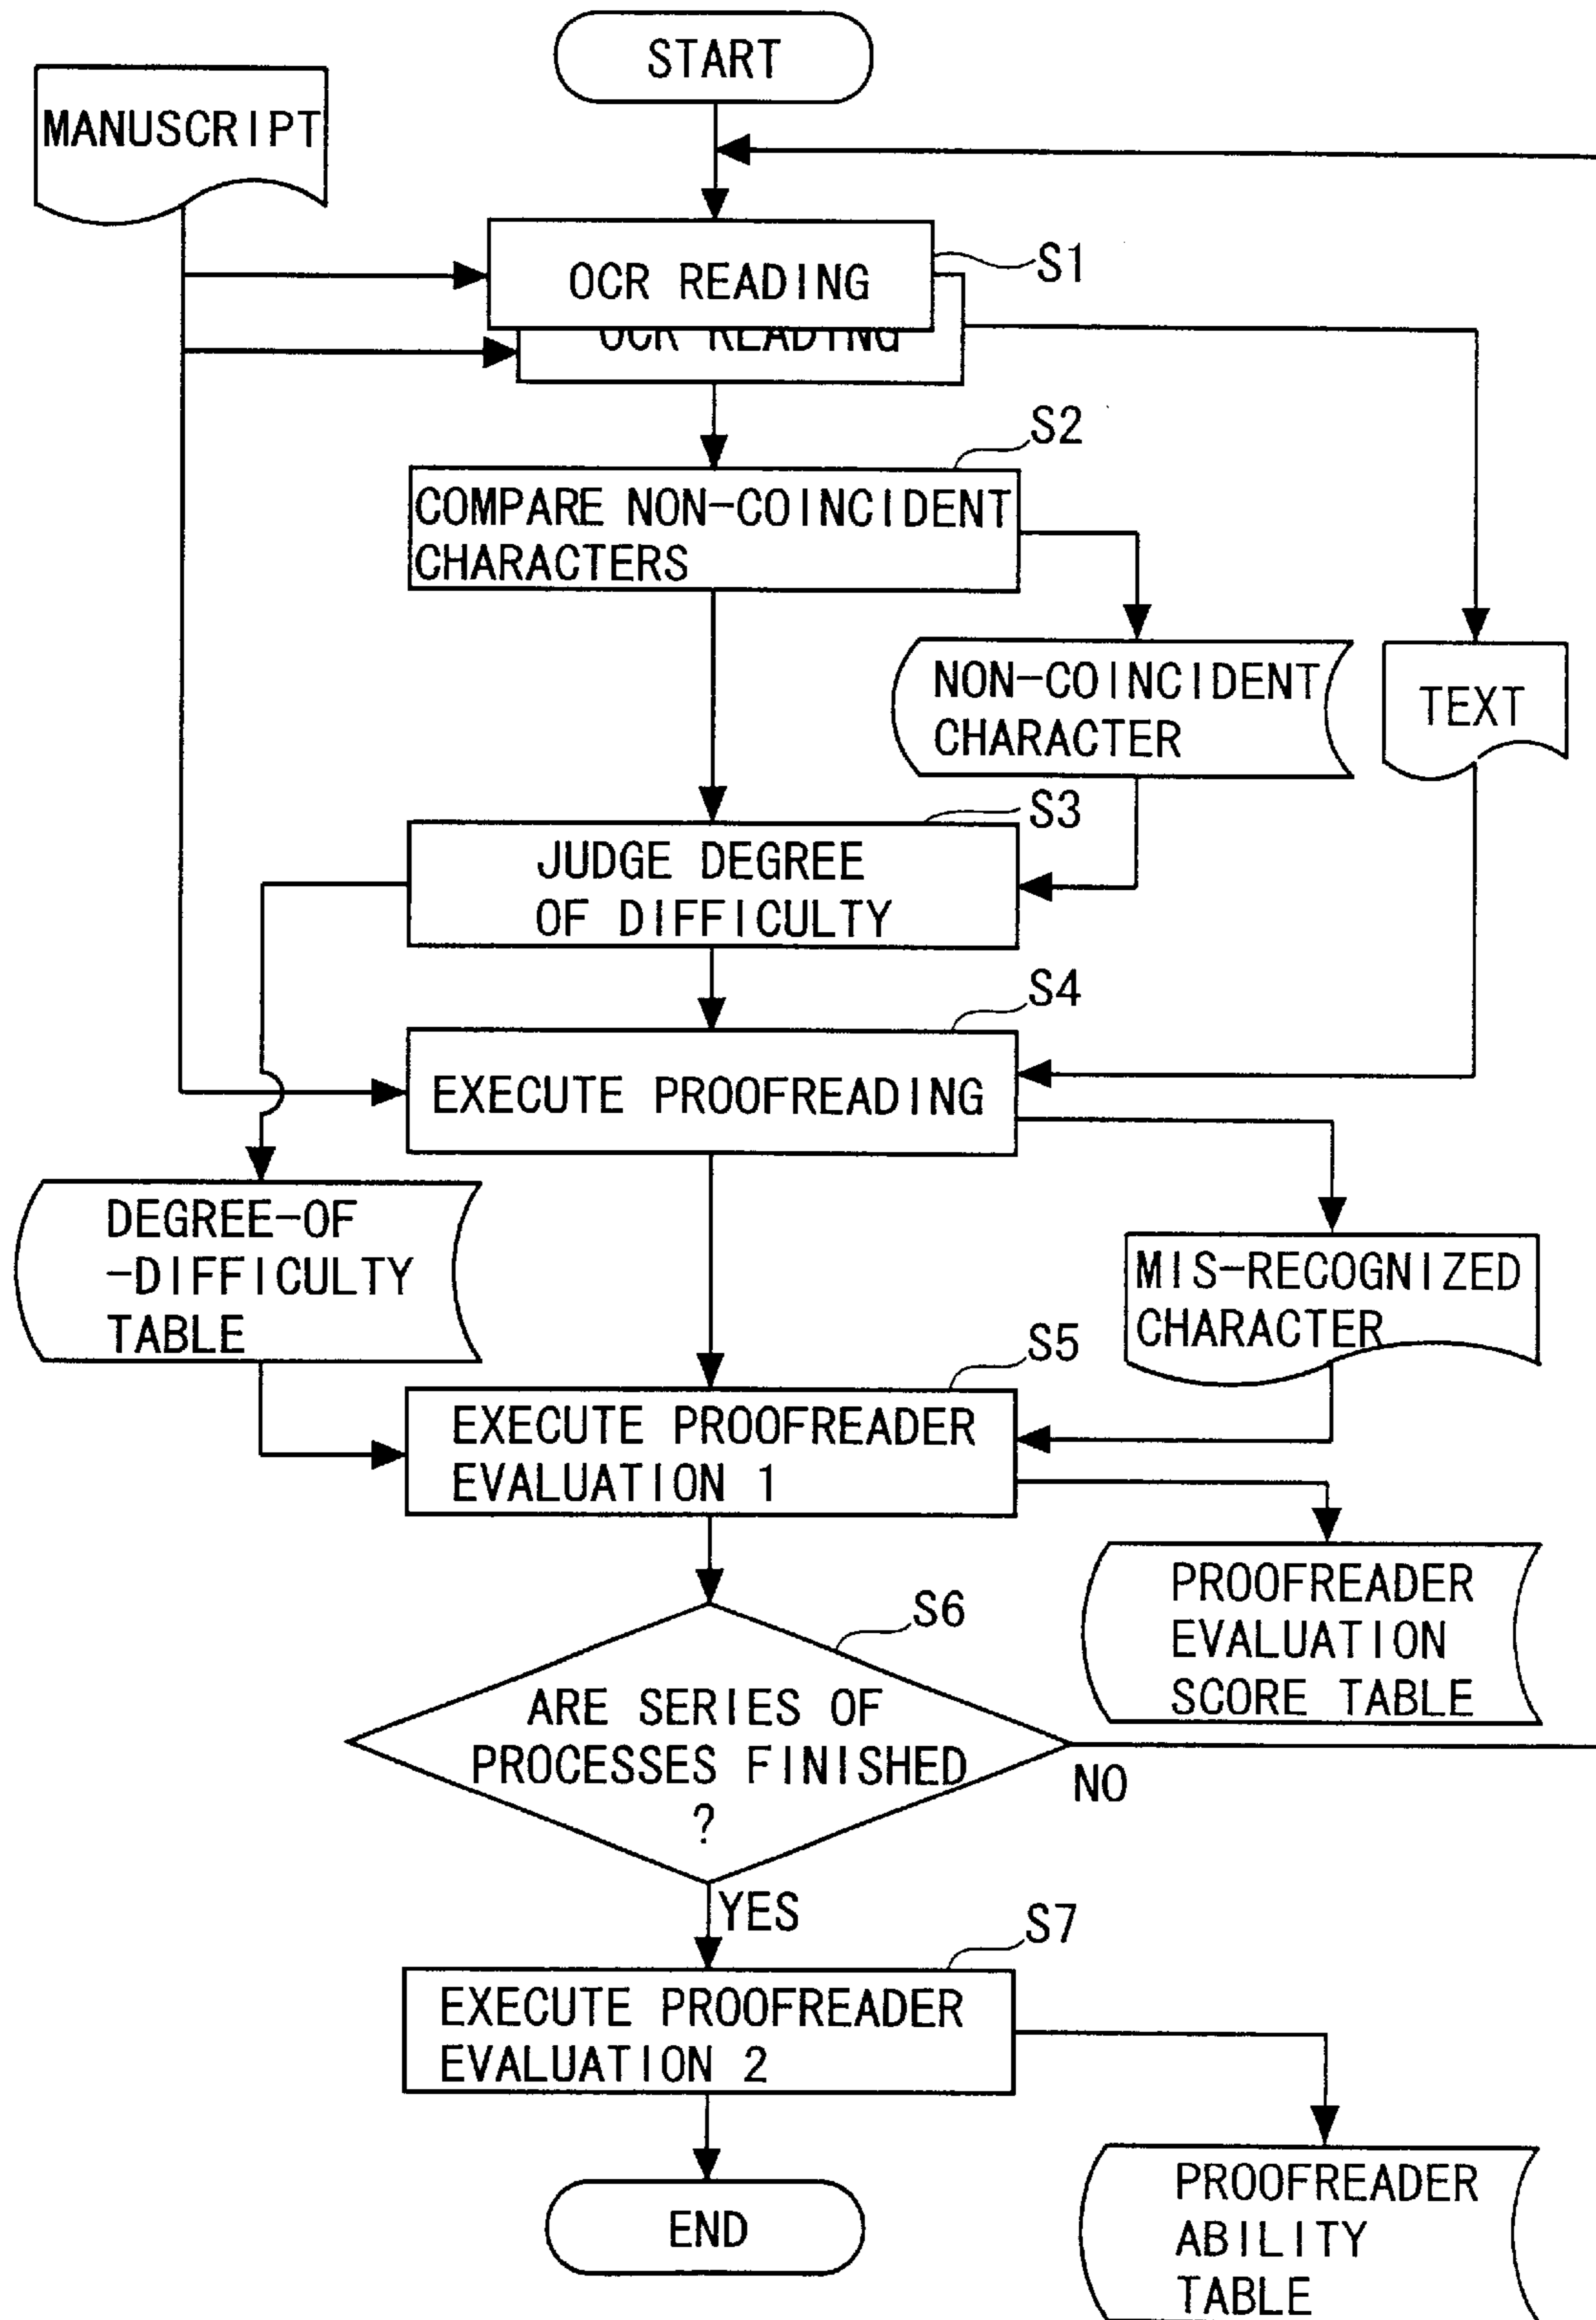 START
MANUSCRIPT
OCR READING
S1
OCR READING
S2
COMPARE NON-COINCIDENT
CHARACTERS
NON-COINCIDENT
CHARACTER
TEXT
S3
JUDGE DEGREE
OF DIFFICULTY
S4
EXECUTE PROOFREADING
DEGREE-OF
-DIFFICULTY
TABLE
MIS-RECOGNIZED
CHARACTER
S5
EXECUTE PROOFREADER
EVALUATION 1
PROOFREADER
EVALUATION
SCORE TABLE
S6
ARE SERIES OF
PROCESSES FINISHED
?
NO
YES
S7
EXECUTE PROOFREADER
EVALUATION 2
END
PROOFREADER
ABILITY
TABLE